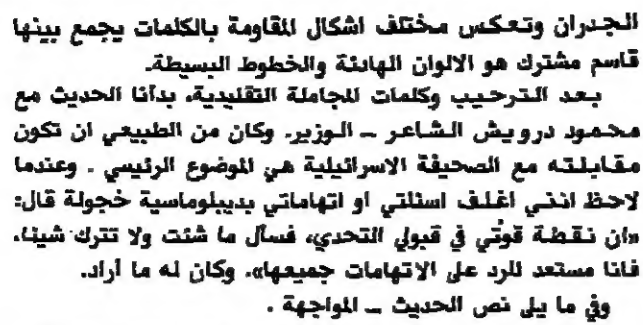 الجدران وتعكس مختلف اشكال المقاومة بالكلمات يجمع بينها
قاسم مشترك هو الالوان الهادئة والخطوط البسيطة.
بعد الترحيب وكلمات المجاملة التقليدية، بدأنا الحديث مع
محمود درويش الشاعر ــ الوزير. وكان من الطبيعي ان تكون
مقابلته مع الصحيفة الاسرائيلية هي الموضوع الرئيسي . وعندما
لاحظ انني اغلف اسئلتي او اتهاماتي بديبلوماسية خجولة قال:
«ان نقطة قوتي في قبولي التحدي، فسأل ما شئت ولا تترك شيئا،
فانا مستعد للرد على الاتهامات جميعها». وكان له ما أراد.
وفي ما يلي نص الحديث ــ المواجهة .